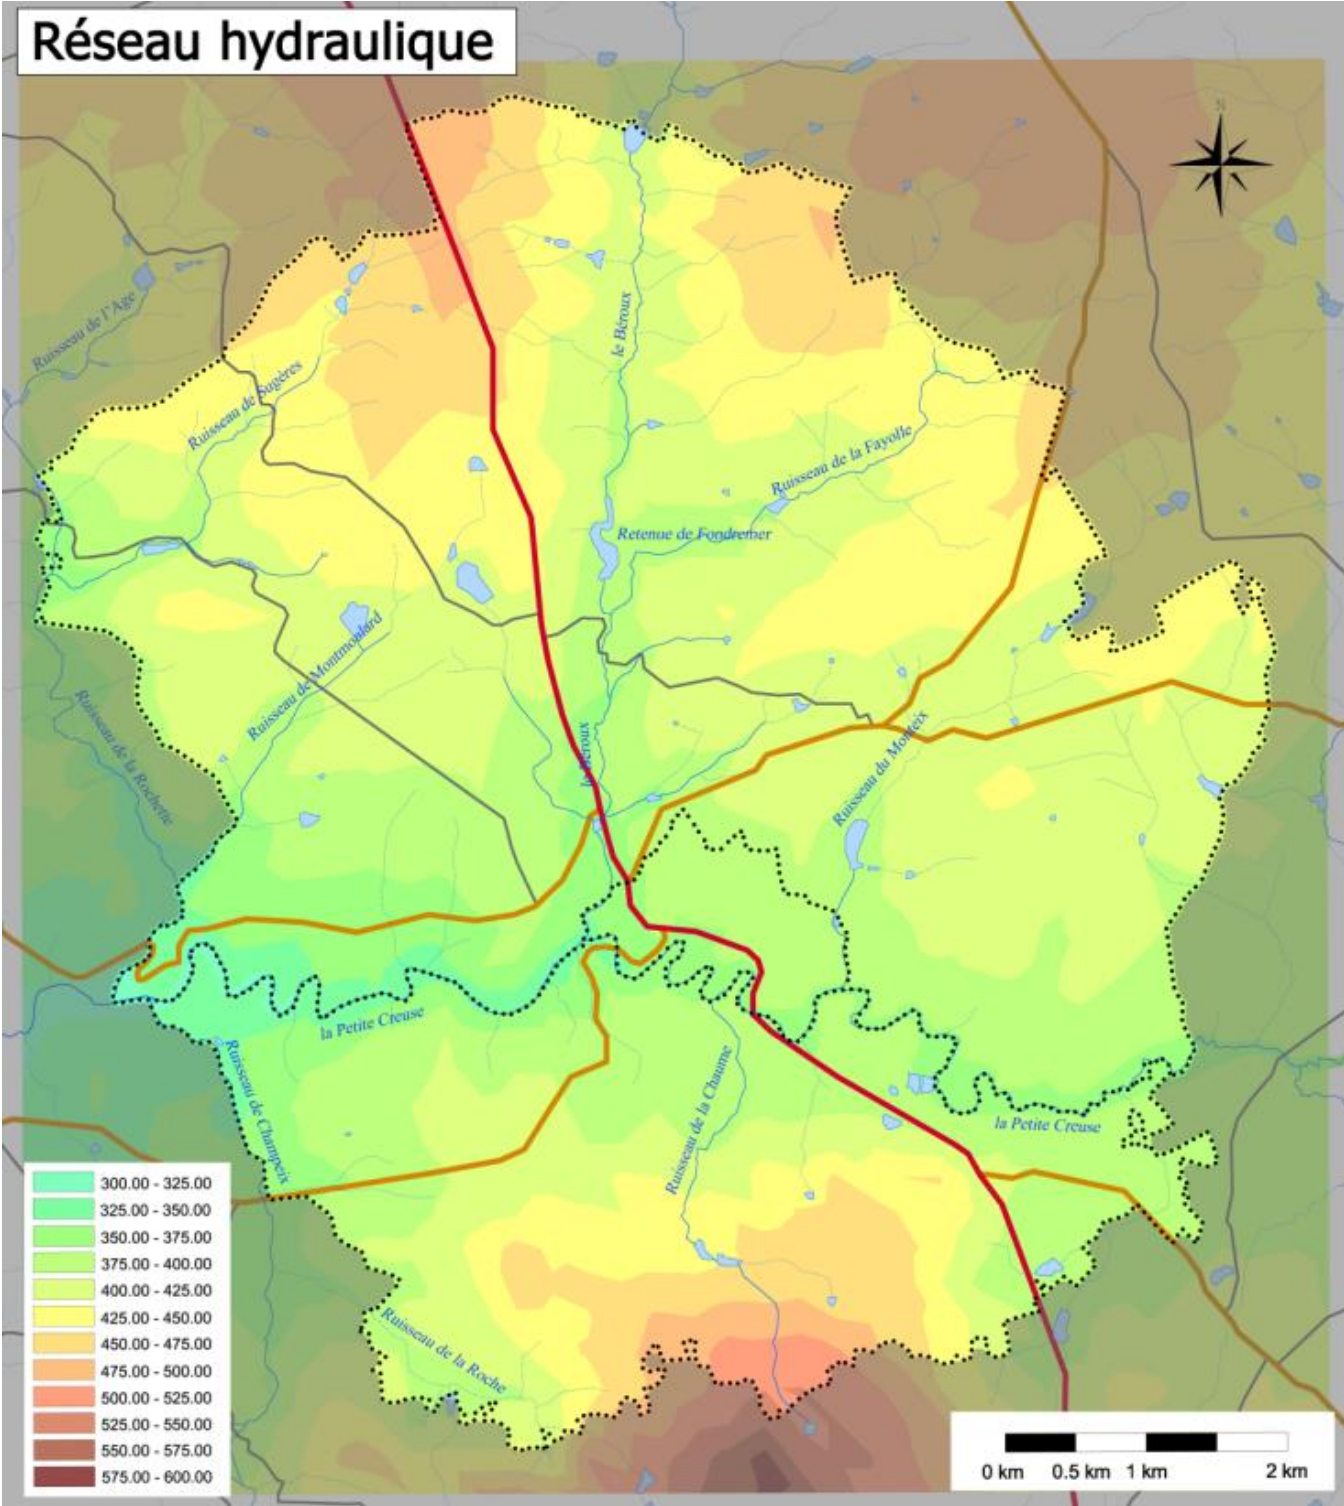 Réseau hydraulique
N
Ruisseau de l'Age
le Béroux
Ruisseau de Sugères
Ruisseau de la Fayolle
Retenue de Fondremer
Ruisseau de Montmoulard
Ruisseau de la Rochette
le Béroux
Ruisseau du Monteix
la Petite Creuse
Ruisseau de Champeix
Ruisseau de la Chaume
la Petite Creuse
Ruisseau de la Roche
300.00 - 325.00
325.00 - 350.00
350.00 - 375.00
375.00 - 400.00
400.00 - 425.00
425.00 - 450.00
450.00 - 475.00
475.00 - 500.00
500.00 - 525.00
525.00 - 550.00
550.00 - 575.00
575.00 - 600.00
0 km 0.5 km 1 km 2 km